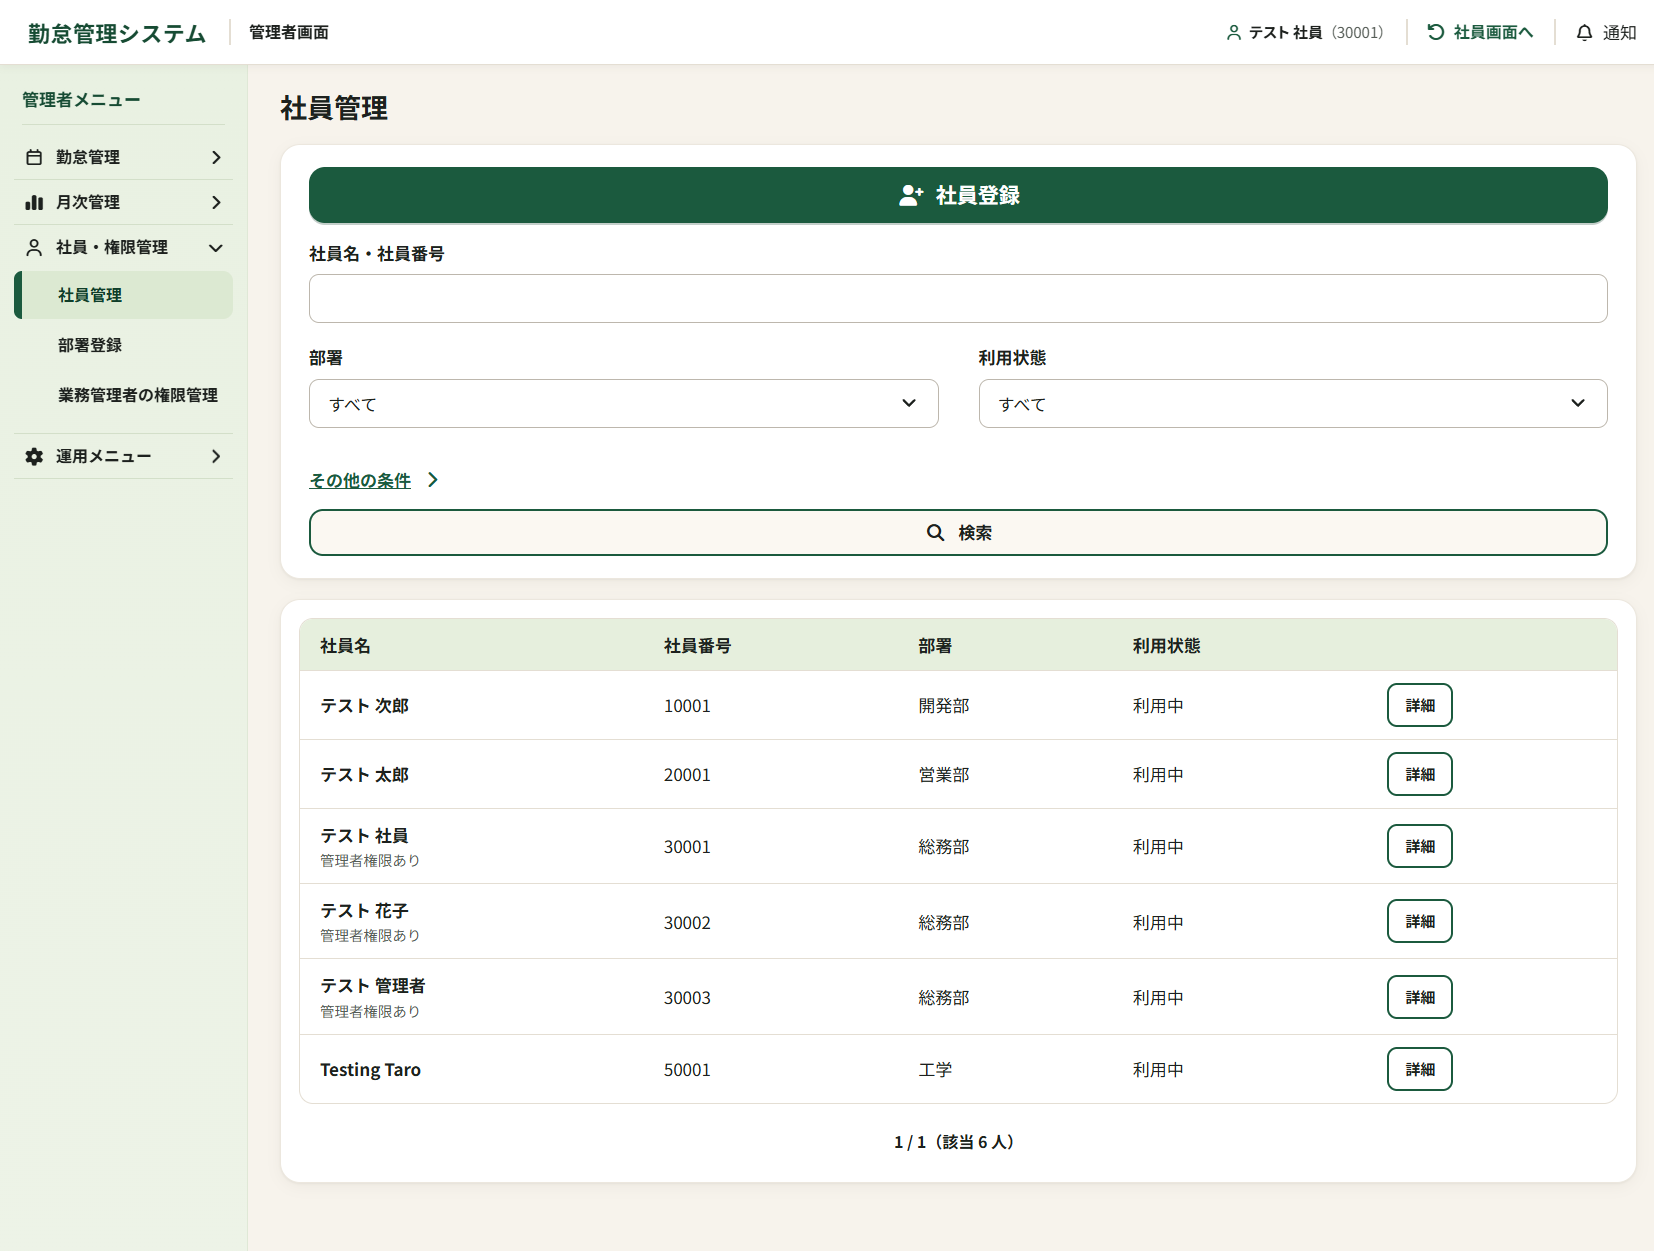 勤怠管理システム
管理者画面
テスト 社員（30001）
社員画面へ
通知
管理者メニュー
勤怠管理
月次管理
社員・権限管理
社員管理
部署登録
業務管理者の権限管理
運用メニュー
社員管理
社員登録
社員名・社員番号
部署
利用状態
すべて
すべて
その他の条件
検索
社員名 社員番号 部署 利用状態
テスト 次郎 10001 開発部 利用中 詳細
テスト 太郎 20001 営業部 利用中 詳細
テスト 社員 30001 総務部 利用中 詳細
管理者権限あり
テスト 花子 30002 総務部 利用中 詳細
管理者権限あり
テスト 管理者 30003 総務部 利用中 詳細
管理者権限あり
Testing Taro 50001 工学 利用中 詳細
1 / 1（該当 6 人）